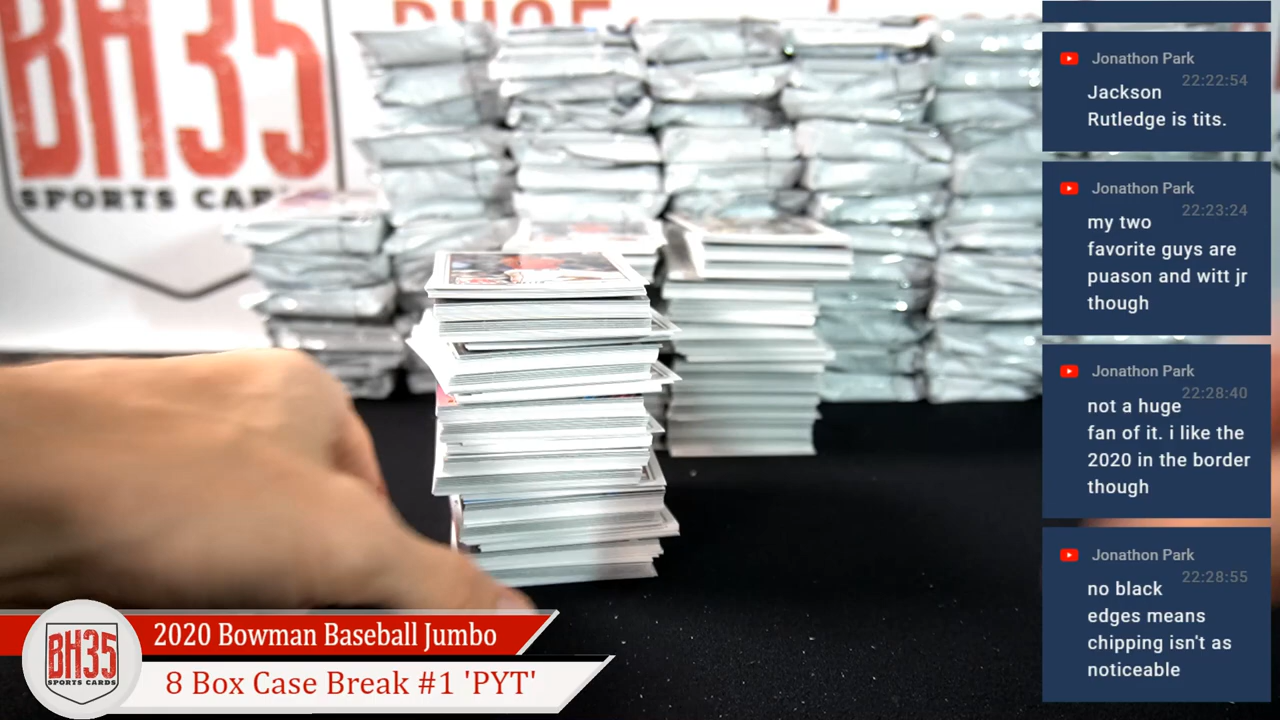 BH35
SPORTS CAR
Jonathon Park
22:22:54
Jackson
Rutledge is tits.
Jonathon Park
22:23:24
my two
favorite guys are
puason and witt jr
though
Jonathon Park
22:28:40
not a huge
fan of it. i like the
2020 in the border
though
Jonathon Park
22:28:55
no black
edges means
chipping isn't as
noticeable
BH35
SPORTS CARDS
2020 Bowman Baseball Jumbo
8 Box Case Break #1 'PYT'